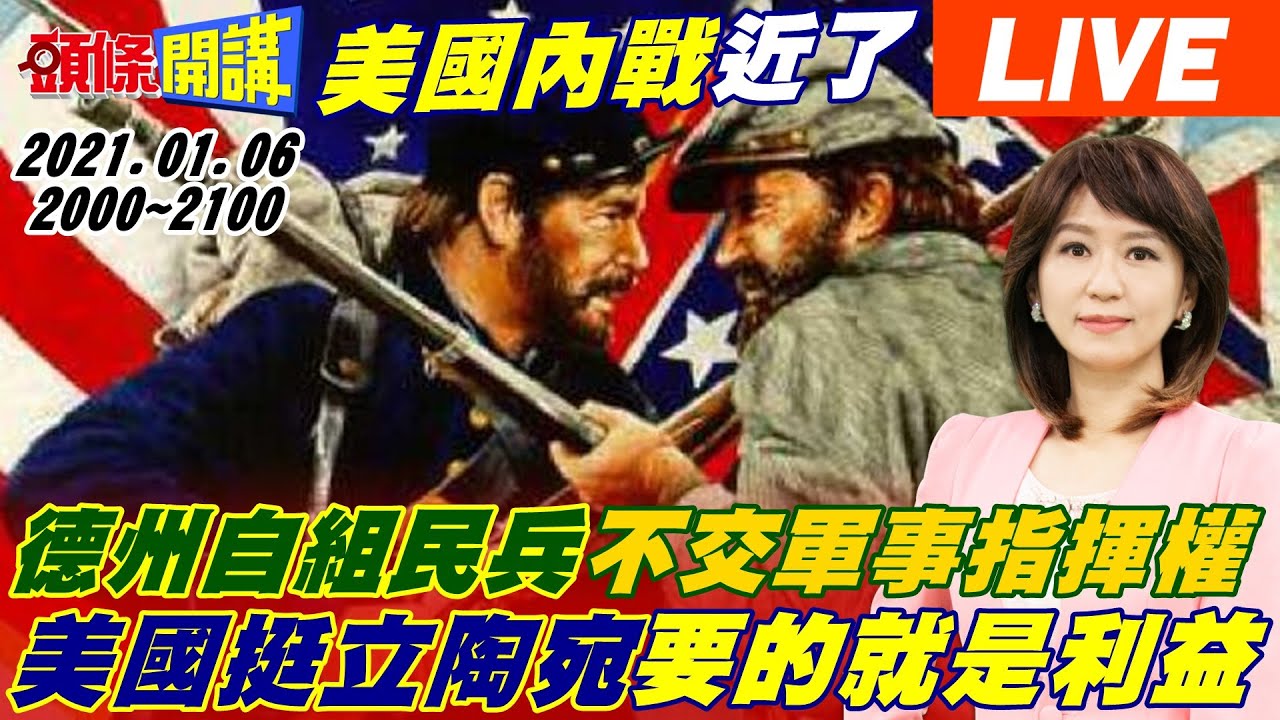 頭條開講
美國內戰近了
LIVE
2021.01.06
2000~2100
德州自組民兵不交軍事指揮權
美國挺立陶宛要的就是利益